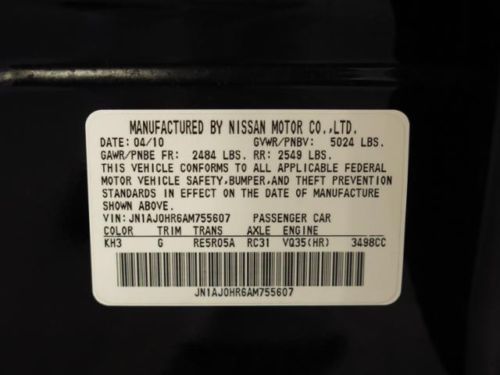 MANUFACTURED BY NISSAN MOTOR CO.,LTD.
DATE: 04/10 GVWR/PNBV: 5024 LBS.
GAWR/PNBE FR: 2484 LBS. RR: 2549 LBS.
THIS VEHICLE CONFORMS TO ALL APPLICABLE FEDERAL
MOTOR VEHICLE SAFETY,BUMPER,AND THEFT PREVENTION
STANDARDS IN EFFECT ON THE DATE OF MANUFACTURE
SHOWN ABOVE.
VIN: JN1AJ0HR6AM755607 PASSENGER CAR
COLOR TRIM TRANS AXLE ENGINE
KH3 G RE5R05A RC31 VQ35(HR) 3498CC
JN1AJ0HR6AM755607